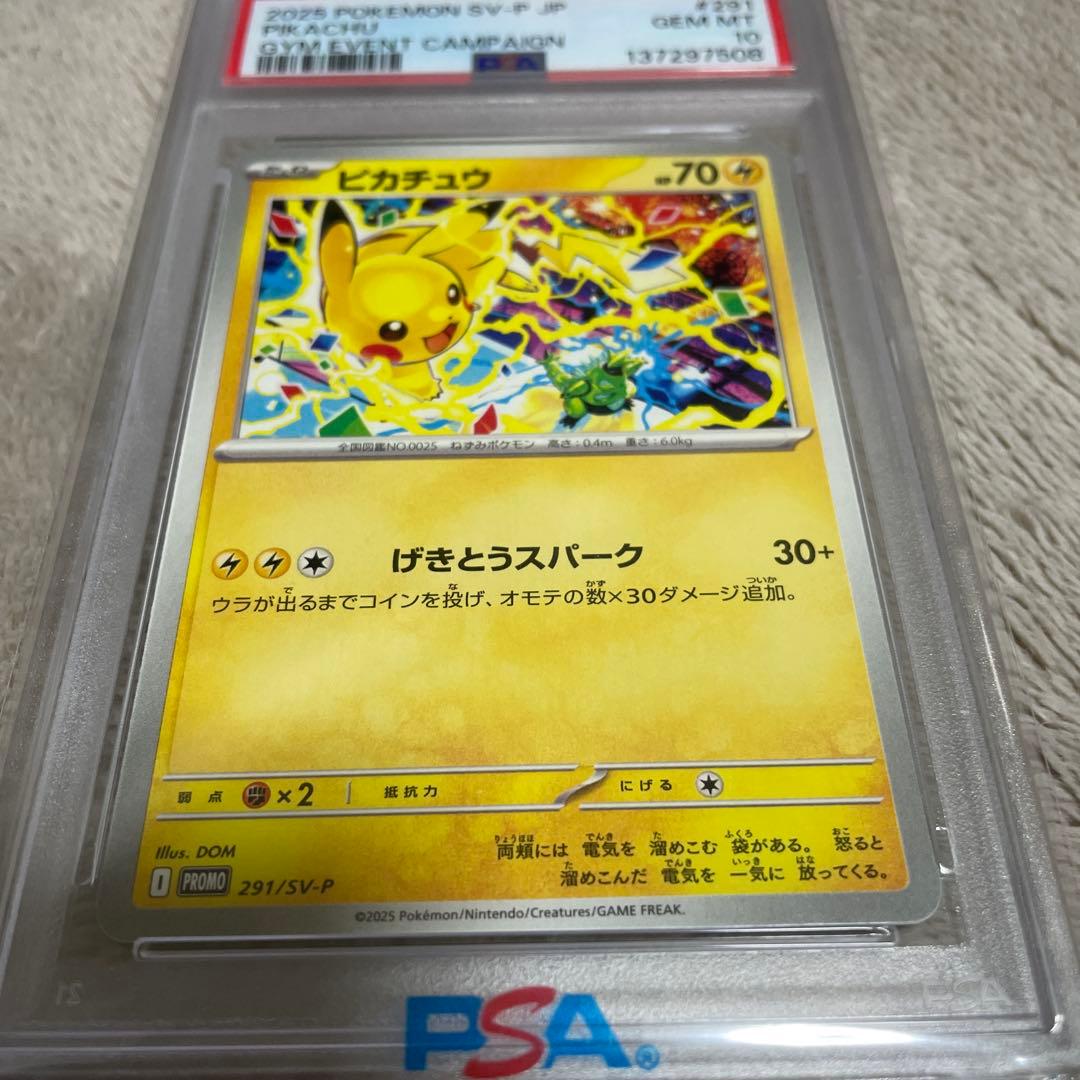 2025 POKEMON SV-P JP #291
PIKACHU GEM MT
GYM EVENT CAMPAIGN 10
PSA 137297508
ピカチュウ HP70
全国図鑑NO.0025 ねずみポケモン 高さ:0.4m 重さ:6.0kg
げきとうスパーク 30+
ウラが出るまでコインを投げ、オモテの数×30ダメージ追加。
弱点 ×2 抵抗力 にげる
Illus. DOM
両頬には 電気を 溜めこむ 袋がある。 怒ると
溜めこんだ 電気を 一気に 放ってくる。
I PROMO 291/SV-P
©2025 Pokémon/Nintendo/Creatures/GAME FREAK.
PSA
PSA®